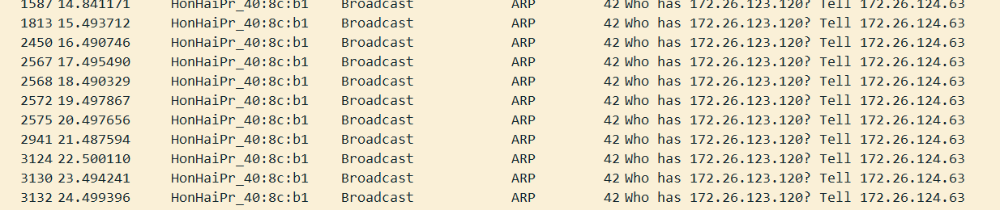 1587 14.841171 HonHaiPr_40:8c:b1 Broadcast ARP 42 Who has 172.26.123.120? Tell 172.26.124.63
1813 15.493712 HonHaiPr_40:8c:b1 Broadcast ARP 42 Who has 172.26.123.120? Tell 172.26.124.63
2450 16.490746 HonHaiPr_40:8c:b1 Broadcast ARP 42 Who has 172.26.123.120? Tell 172.26.124.63
2567 17.495490 HonHaiPr_40:8c:b1 Broadcast ARP 42 Who has 172.26.123.120? Tell 172.26.124.63
2568 18.490329 HonHaiPr_40:8c:b1 Broadcast ARP 42 Who has 172.26.123.120? Tell 172.26.124.63
2572 19.497867 HonHaiPr_40:8c:b1 Broadcast ARP 42 Who has 172.26.123.120? Tell 172.26.124.63
2575 20.497656 HonHaiPr_40:8c:b1 Broadcast ARP 42 Who has 172.26.123.120? Tell 172.26.124.63
2941 21.487594 HonHaiPr_40:8c:b1 Broadcast ARP 42 Who has 172.26.123.120? Tell 172.26.124.63
3124 22.500110 HonHaiPr_40:8c:b1 Broadcast ARP 42 Who has 172.26.123.120? Tell 172.26.124.63
3130 23.494241 HonHaiPr_40:8c:b1 Broadcast ARP 42 Who has 172.26.123.120? Tell 172.26.124.63
3132 24.499396 HonHaiPr_40:8c:b1 Broadcast ARP 42 Who has 172.26.123.120? Tell 172.26.124.63